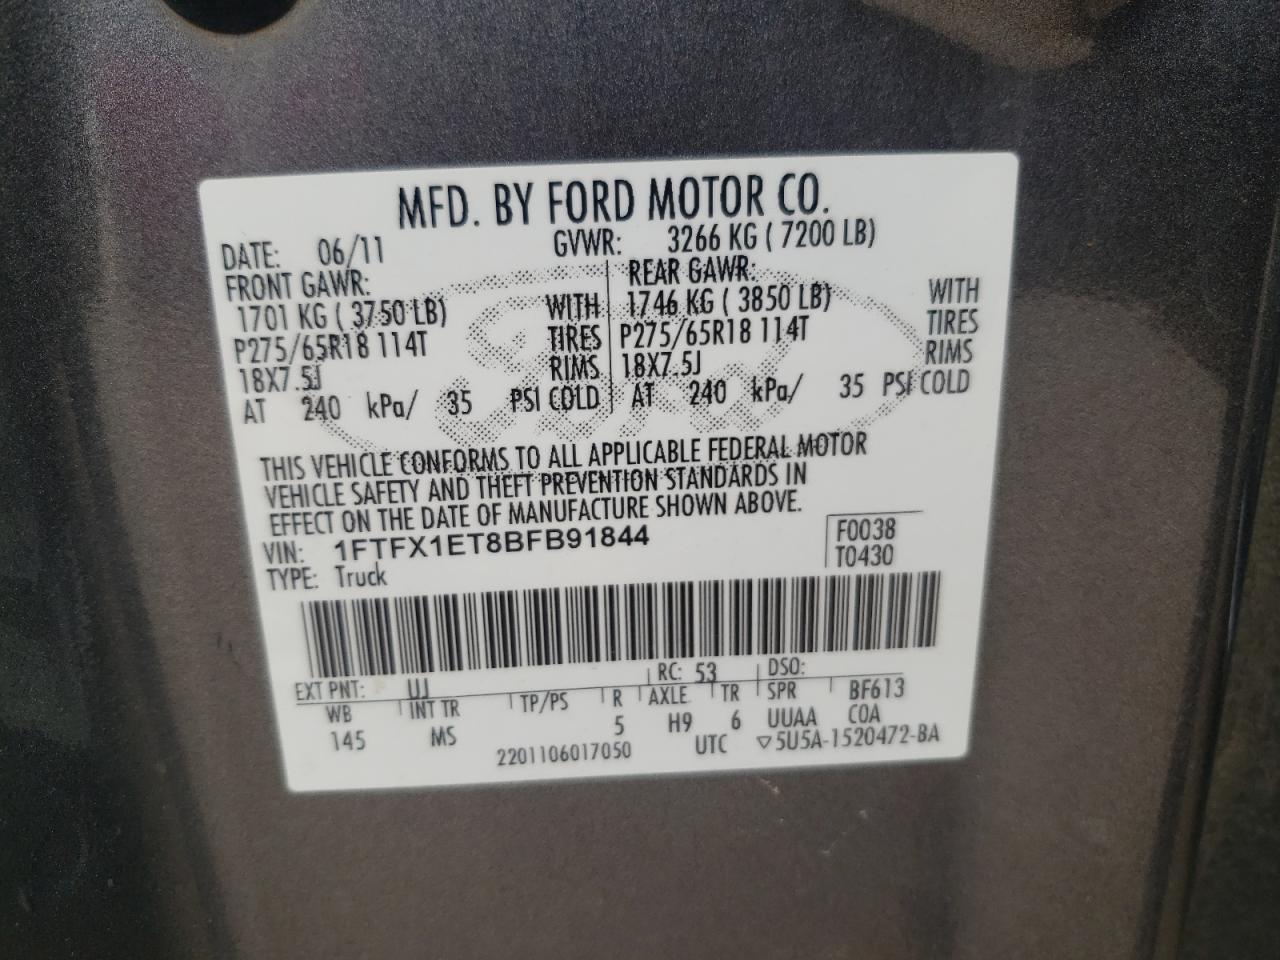 MFD. BY FORD MOTOR CO.
DATE: 06/11 GVWR: 3266 KG ( 7200 LB)
FRONT GAWR: REAR GAWR:
1701 KG ( 3750 LB) WITH 1746 KG ( 3850 LB) WITH
P275/65R18 114T TIRES P275/65R18 114T TIRES
18X7.5J RIMS 18X7.5J RIMS
AT 240 kPa/ 35 PSI COLD AT 240 kPa/ 35 PSI COLD
Ford
THIS VEHICLE CONFORMS TO ALL APPLICABLE FEDERAL MOTOR
VEHICLE SAFETY AND THEFT PREVENTION STANDARDS IN
EFFECT ON THE DATE OF MANUFACTURE SHOWN ABOVE.
VIN: 1FTFX1ET8BFB91844 F0038
TYPE: Truck T0430
EXT PNT: UJ RC: 53 DSO:
WB INT TR TP/PS R AXLE TR SPR BF613
145 MS 5 H9 6 UUAA COA
2201106017050 UTC ▽5U5A-1520472-BA